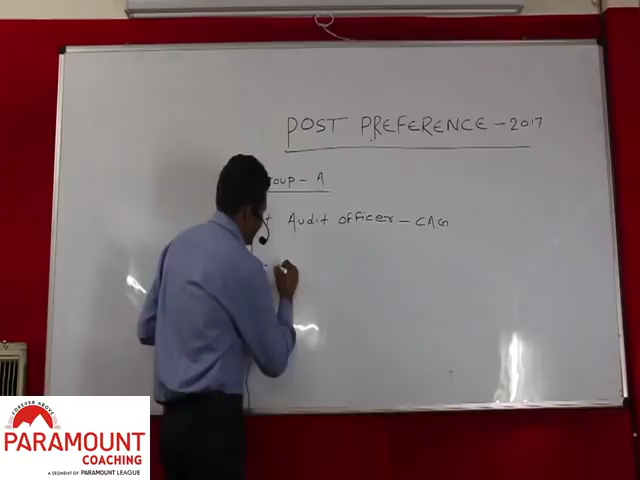 POST PREFERENCE - 2017
oup - A
t Audit officer - CAG
FOREVER ABOVE
PARAMOUNT
COACHING
A SEGMENT OF PARAMOUNT LEAGUE